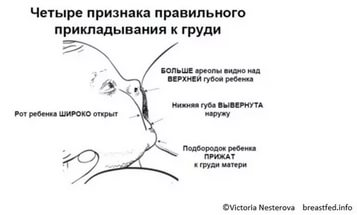 Четыре признака правильного
прикладывания к груди
БОЛЬШЕ ареолы видно над
ВЕРХНЕЙ губой ребенка
Рот ребенка ШИРОКО открыт
Нижняя губа ВЫВЕРНУТА
наружу
Подбородок ребенка
ПРИЖАТ
к груди матери
©Victoria Nesterova breastfed.info